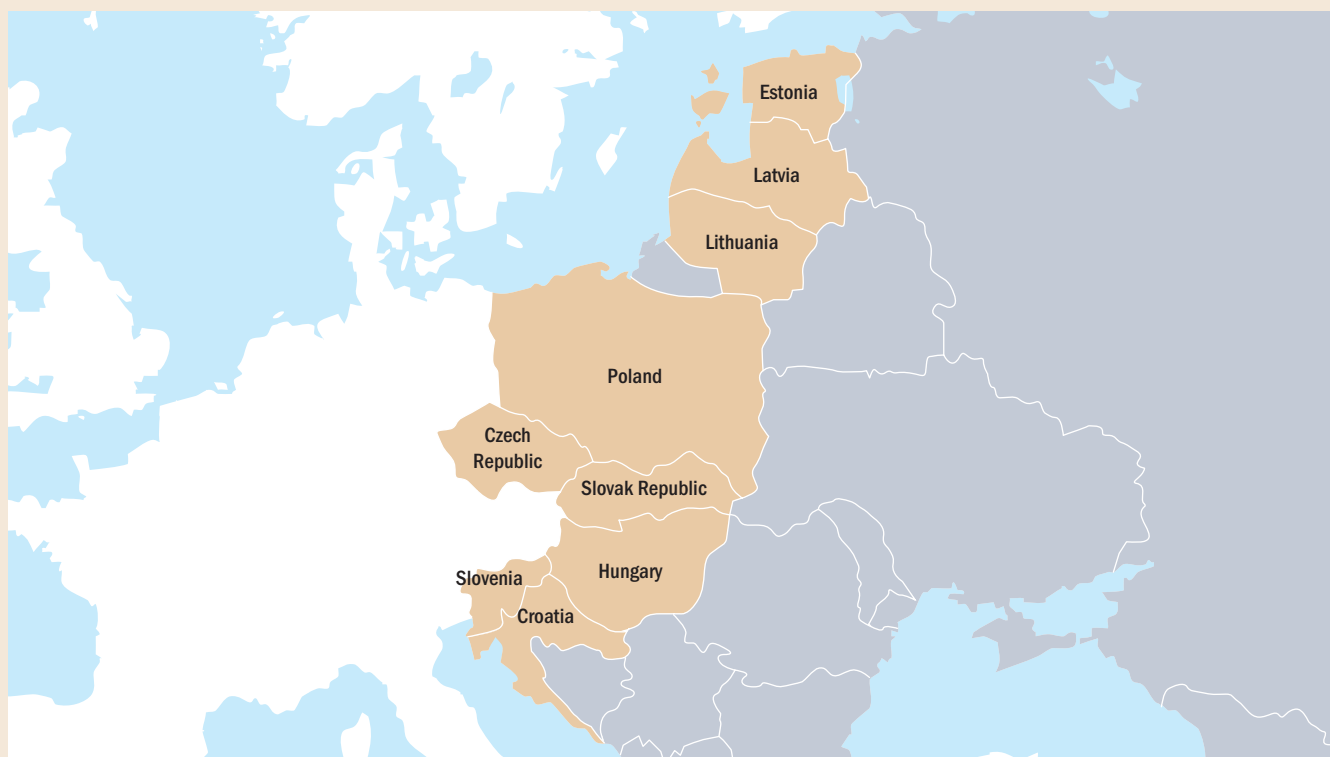 Estonia
Latvia
Lithuania
Poland
Czech
Republic
Slovak Republic
Hungary
Slovenia
Croatia